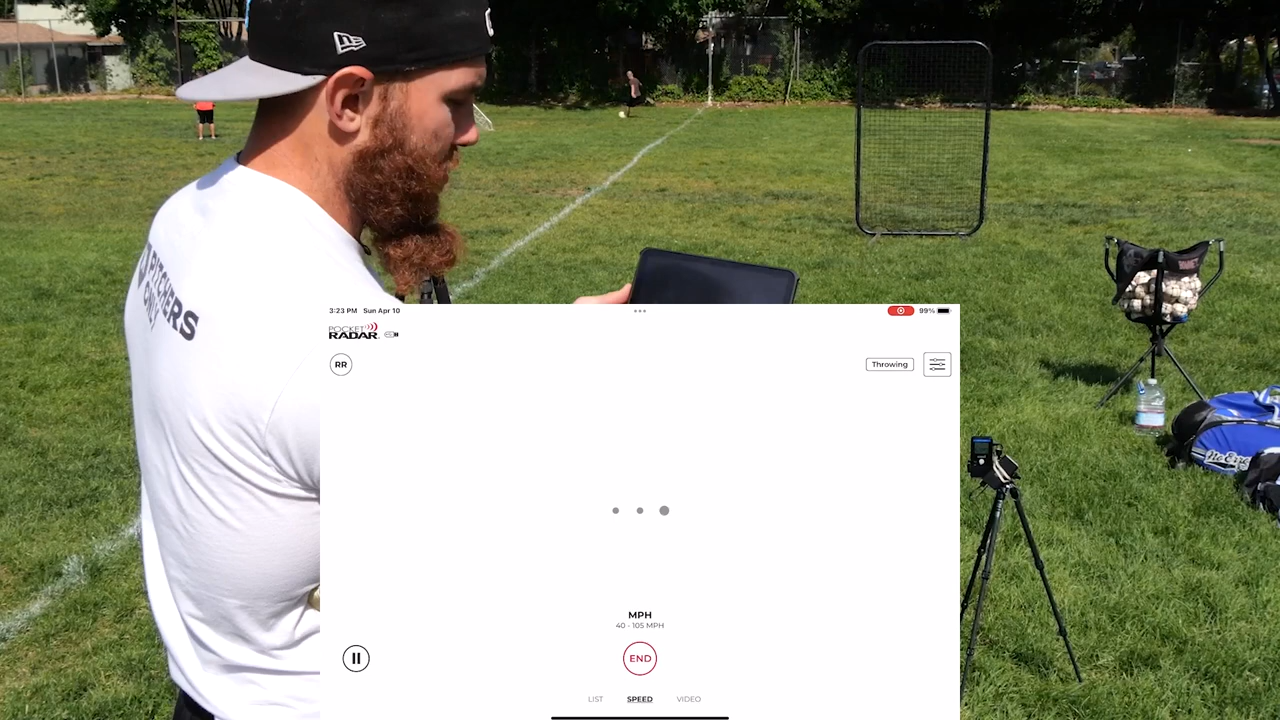 PITCHERS
ONLY
3:23 PM Sun Apr 10
99%
POCKET
RADAR
RR
Throwing
MPH
40 - 105 MPH
END
LIST
SPEED
VIDEO